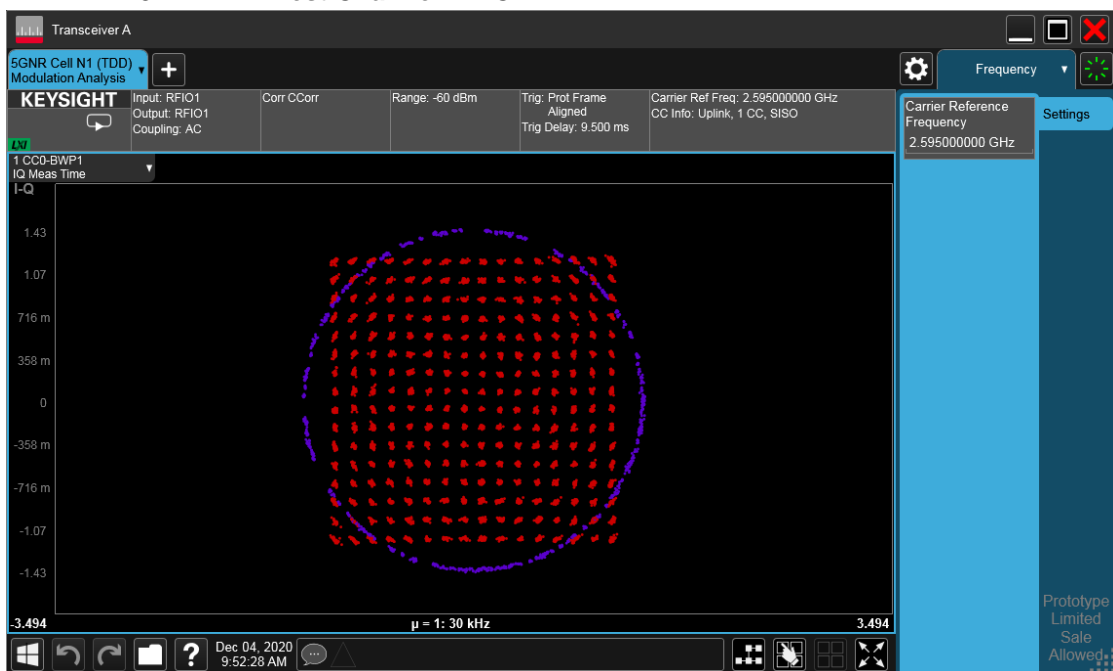 Transceiver A
5GNR Cell N1 (TDD)
Modulation Analysis
Frequency
KEYSIGHT
LXI
Input: RFIO1
Output: RFIO1
Coupling: AC
Corr CCorr
Range: -60 dBm
Trig: Prot Frame
Aligned
Trig Delay: 9.500 ms
Carrier Ref Freq: 2.595000000 GHz
CC Info: Uplink, 1 CC, SISO
Carrier Reference
Frequency
2.595000000 GHz
Settings
1 CC0-BWP1
IQ Meas Time
I-Q
1.43
1.07
716 m
358 m
0
-358 m
-716 m
-1.07
-1.43
-3.494
μ = 1: 30 kHz
3.494
Prototype
Limited
Sale
Allowed
?
Dec 04, 2020
9:52:28 AM